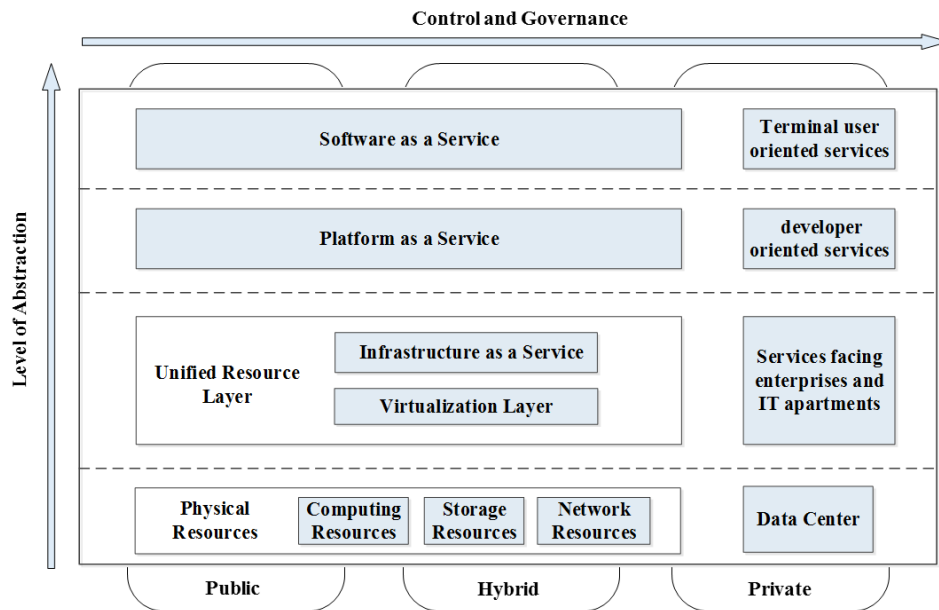 Control and Governance
Level of Abstraction
Software as a Service
Terminal user
oriented services
Platform as a Service
developer
oriented services
Unified Resource
Layer
Infrastructure as a Service
Virtualization Layer
Services facing
enterprises and
IT apartments
Physical
Resources
Computing
Resources
Storage
Resources
Network
Resources
Data Center
Public
Hybrid
Private